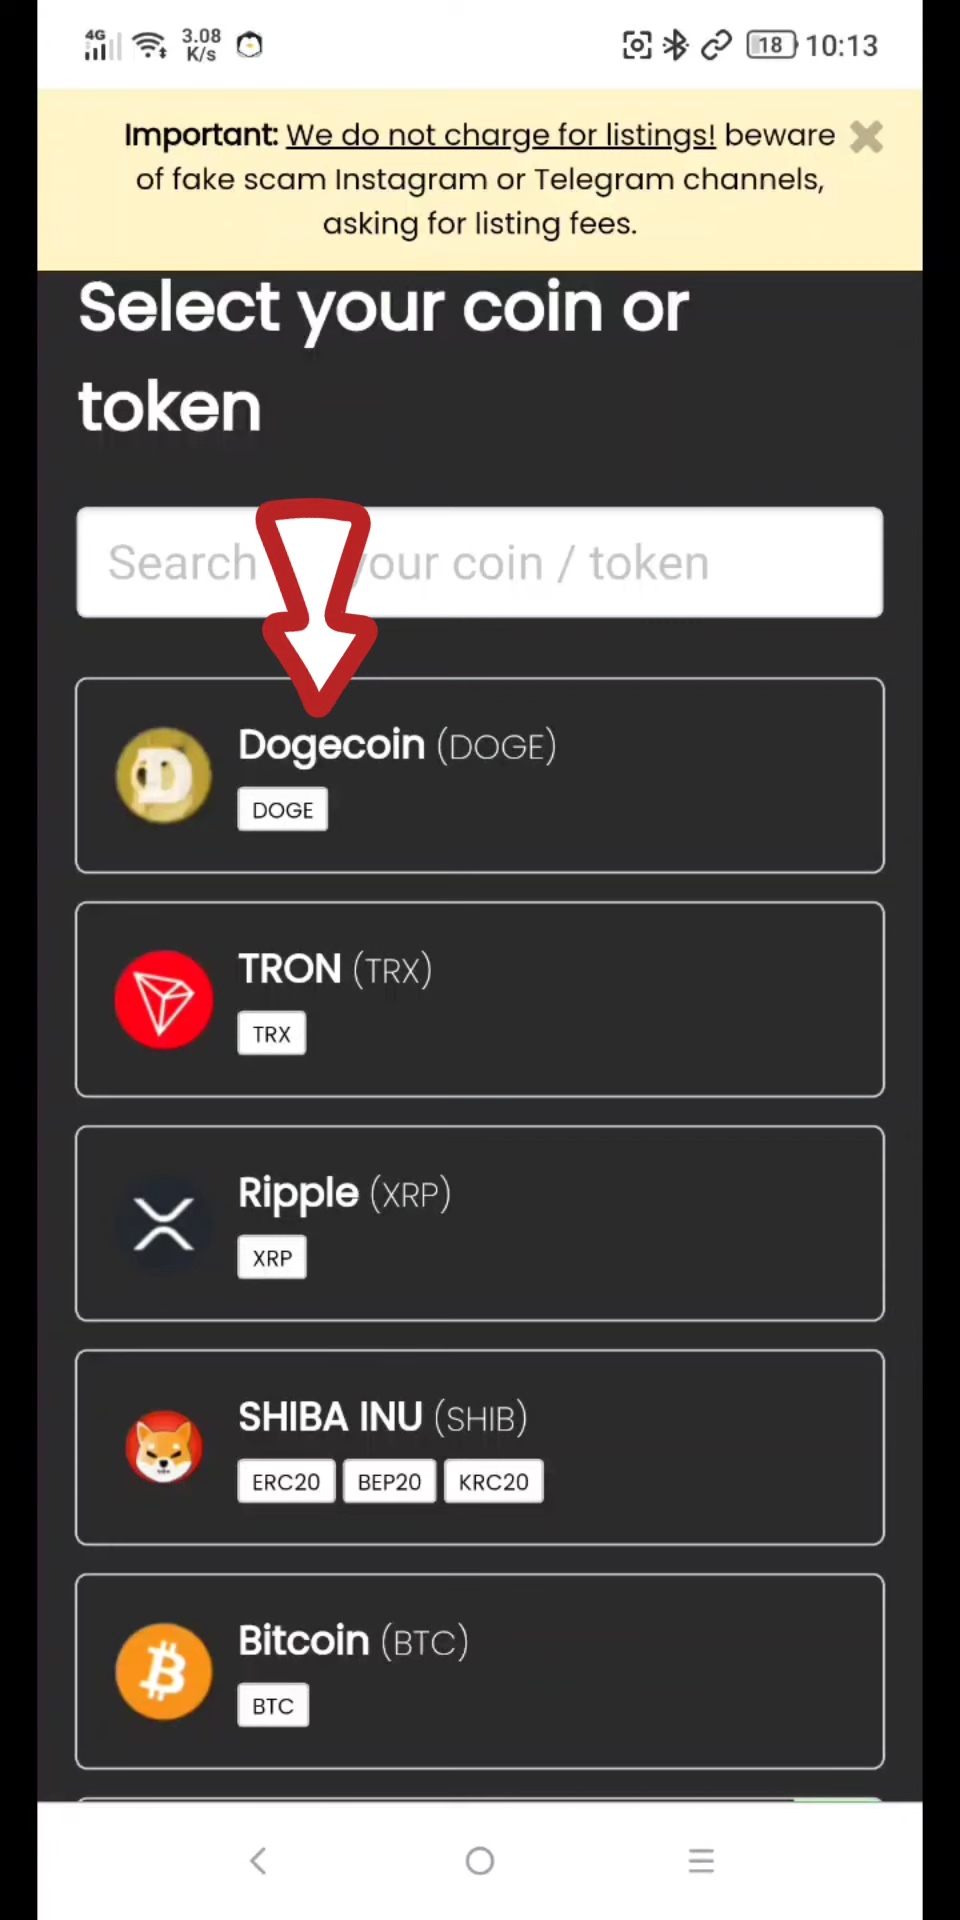 4G 3.08 K/s 18 10:13
Important: We do not charge for listings! beware
of fake scam Instagram or Telegram channels,
asking for listing fees.
Select your coin or
token
Search your coin / token
Dogecoin (DOGE)
DOGE
TRON (TRX)
TRX
Ripple (XRP)
XRP
SHIBA INU (SHIB)
ERC20 BEP20 KRC20
Bitcoin (BTC)
BTC